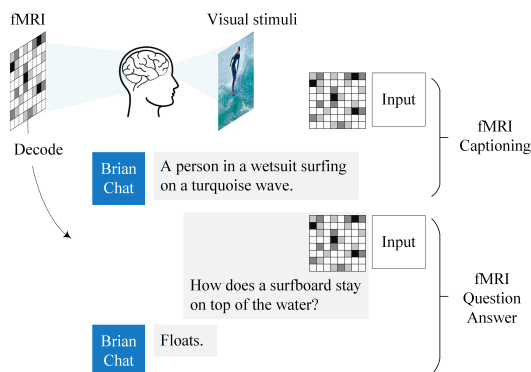 fMRI
Visual stimuli
Decode
Input
fMRI
Captioning
Brian
Chat
A person in a wetsuit surfing
on a turquoise wave.
Input
How does a surfboard stay
on top of the water?
fMRI
Question
Answer
Brian
Chat
Floats.